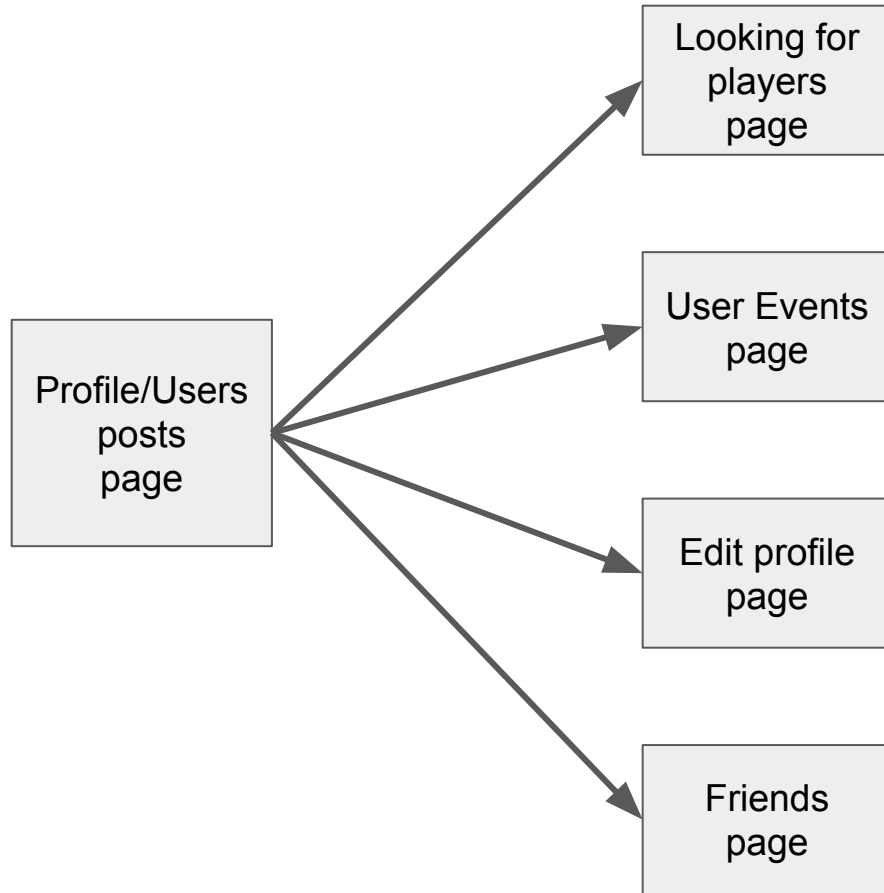 Looking for
players
page
User Events
page
Profile/Users
posts
page
Edit profile
page
Friends
page